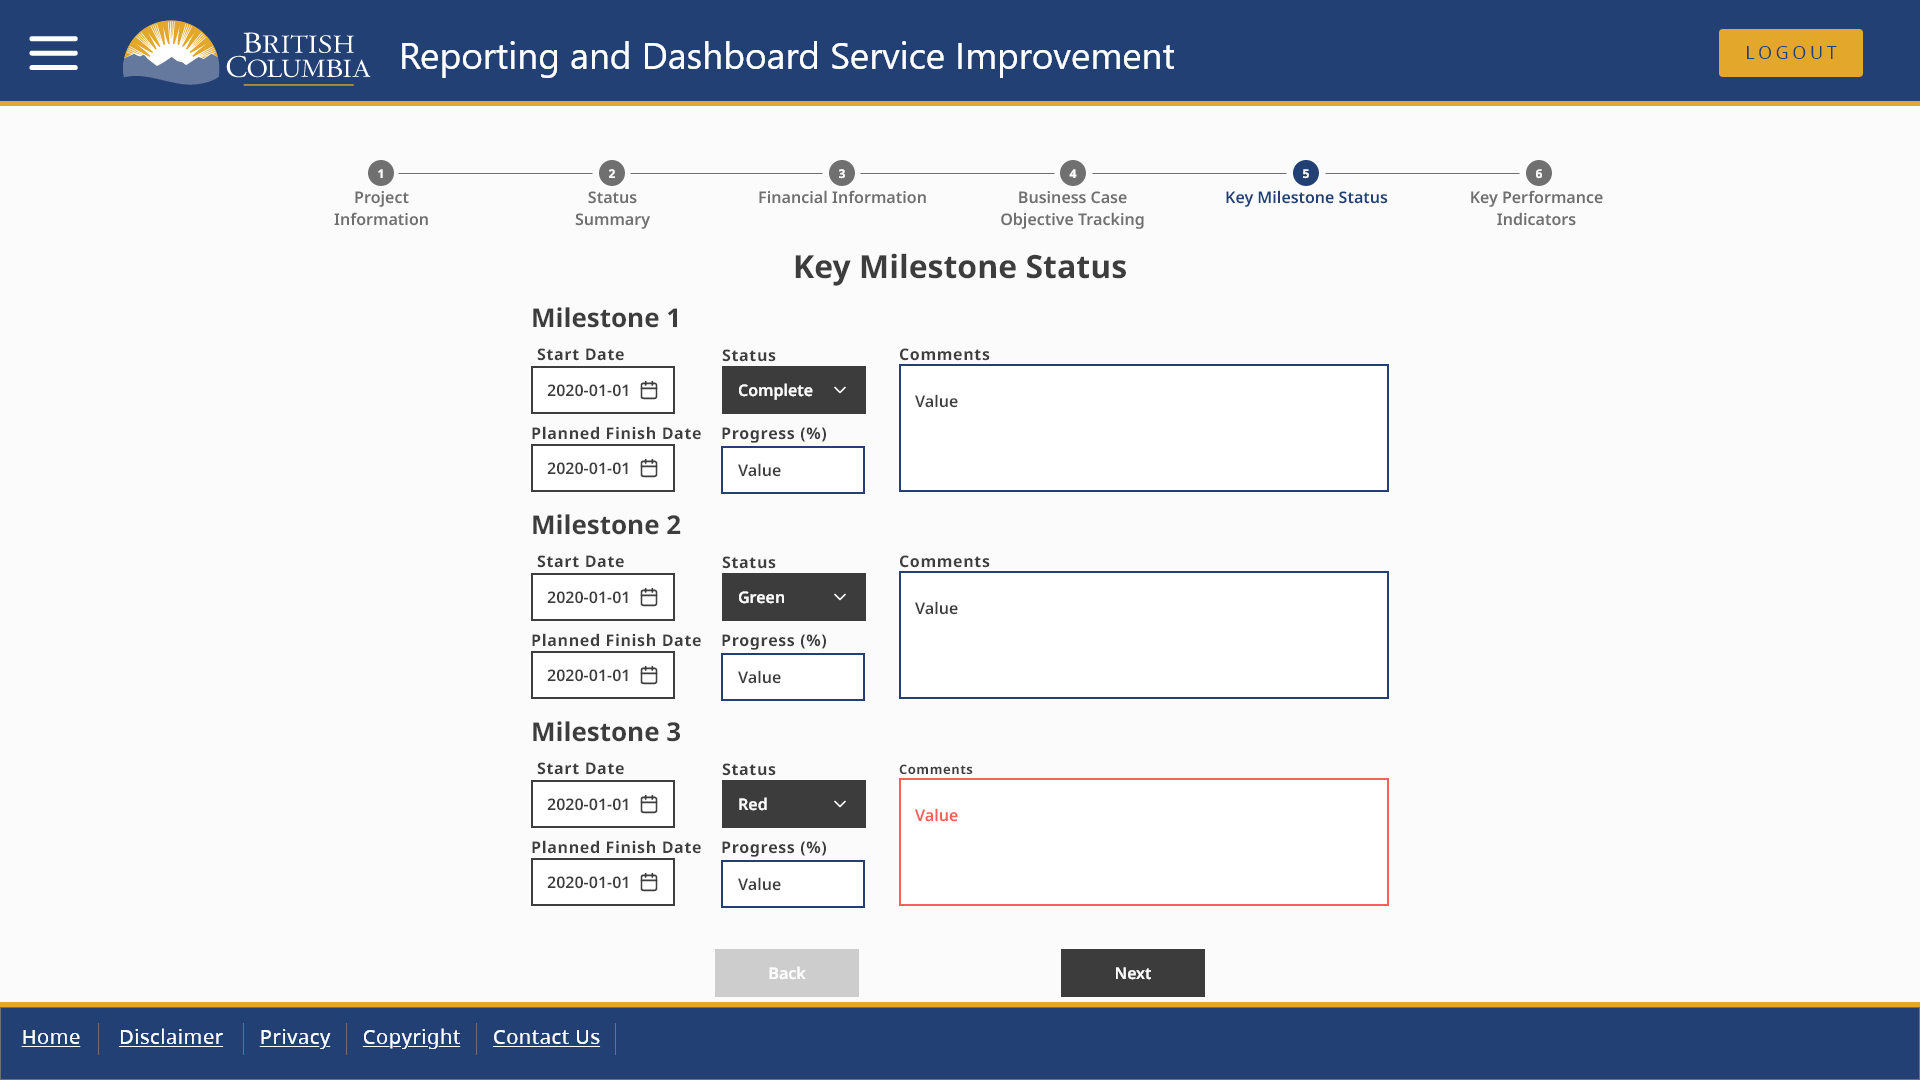 BRITISH
COLUMBIA
Reporting and Dashboard Service Improvement
LOGOUT
1 2 3 4 5 6
Project Information
Status Summary
Financial Information
Business Case Objective Tracking
Key Milestone Status
Key Performance Indicators
Key Milestone Status
Milestone 1
Start Date Status Comments
2020-01-01 Complete Value
Planned Finish Date Progress (%)
2020-01-01 Value
Milestone 2
Start Date Status Comments
2020-01-01 Green Value
Planned Finish Date Progress (%)
2020-01-01 Value
Milestone 3
Start Date Status Comments
2020-01-01 Red Value
Planned Finish Date Progress (%)
2020-01-01 Value
Back Next
Home Disclaimer Privacy Copyright Contact Us